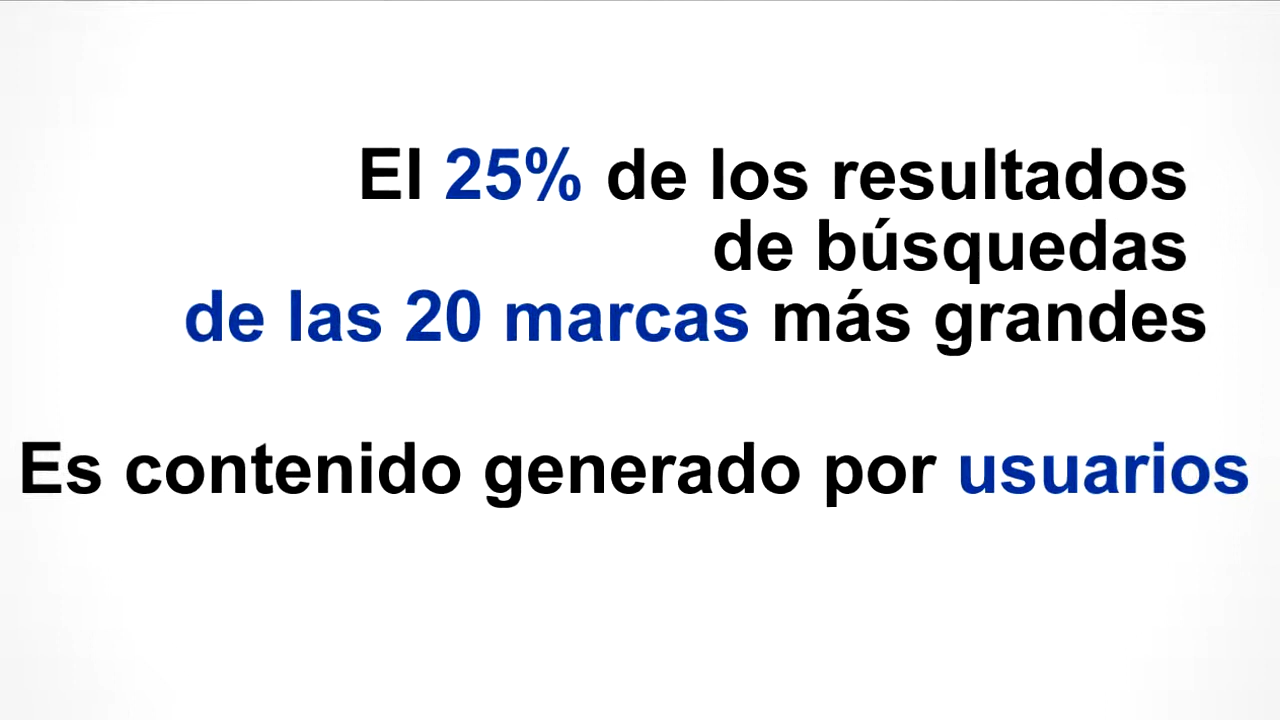 El 25% de los resultados
de búsquedas
de las 20 marcas más grandes
Es contenido generado por usuarios